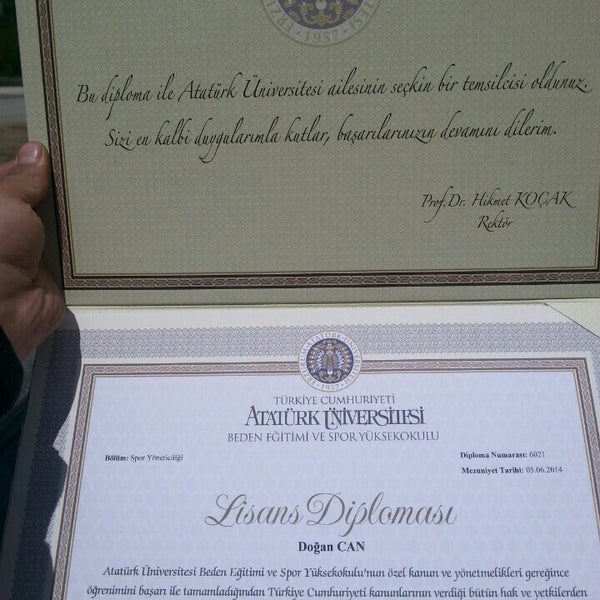 1957
Bu diploma ile Atatürk Üniversitesi ailesinin seçkin bir temsilcisi oldunuz.
Sizi en kalbi duygularımla kutlar, başarılarınızın devamını dilerim.
Prof.Dr. Hikmet KOÇAK
Rektör
1957
TÜRKİYE CUMHURİYETİ
ATATÜRK ÜNİVERSİTESİ
BEDEN EĞİTİMİ VE SPOR YÜKSEKOKULU
Bölüm: Spor Yöneticiliği
Diploma Numarası: 6021
Mezuniyet Tarihi: 05.06.2014
Lisans Diploması
Doğan CAN
Atatürk Üniversitesi Beden Eğitimi ve Spor Yüksekokulu'nun özel kanun ve yönetmelikleri gereğince
öğrenimini başarı ile tamamladığından Türkiye Cumhuriyeti kanunlarının verdiği bütün hak ve yetkilerden